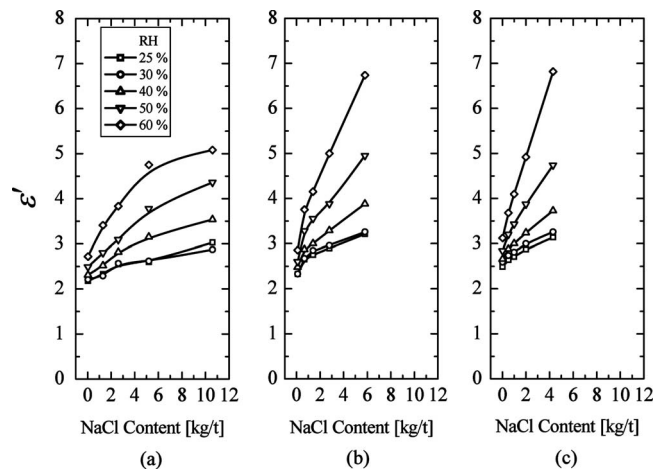 8 8 8
7 7 7
6 6 6
5 5 5
4 4 4
3 3 3
2 2 2
1 1 1
0 0 0
RH
25 %
30 %
40 %
50 %
60 %
ε'
0 2 4 6 8 10 12 0 2 4 6 8 10 12 0 2 4 6 8 10 12
NaCl Content [kg/t] NaCl Content [kg/t] NaCl Content [kg/t]
(a) (b) (c)